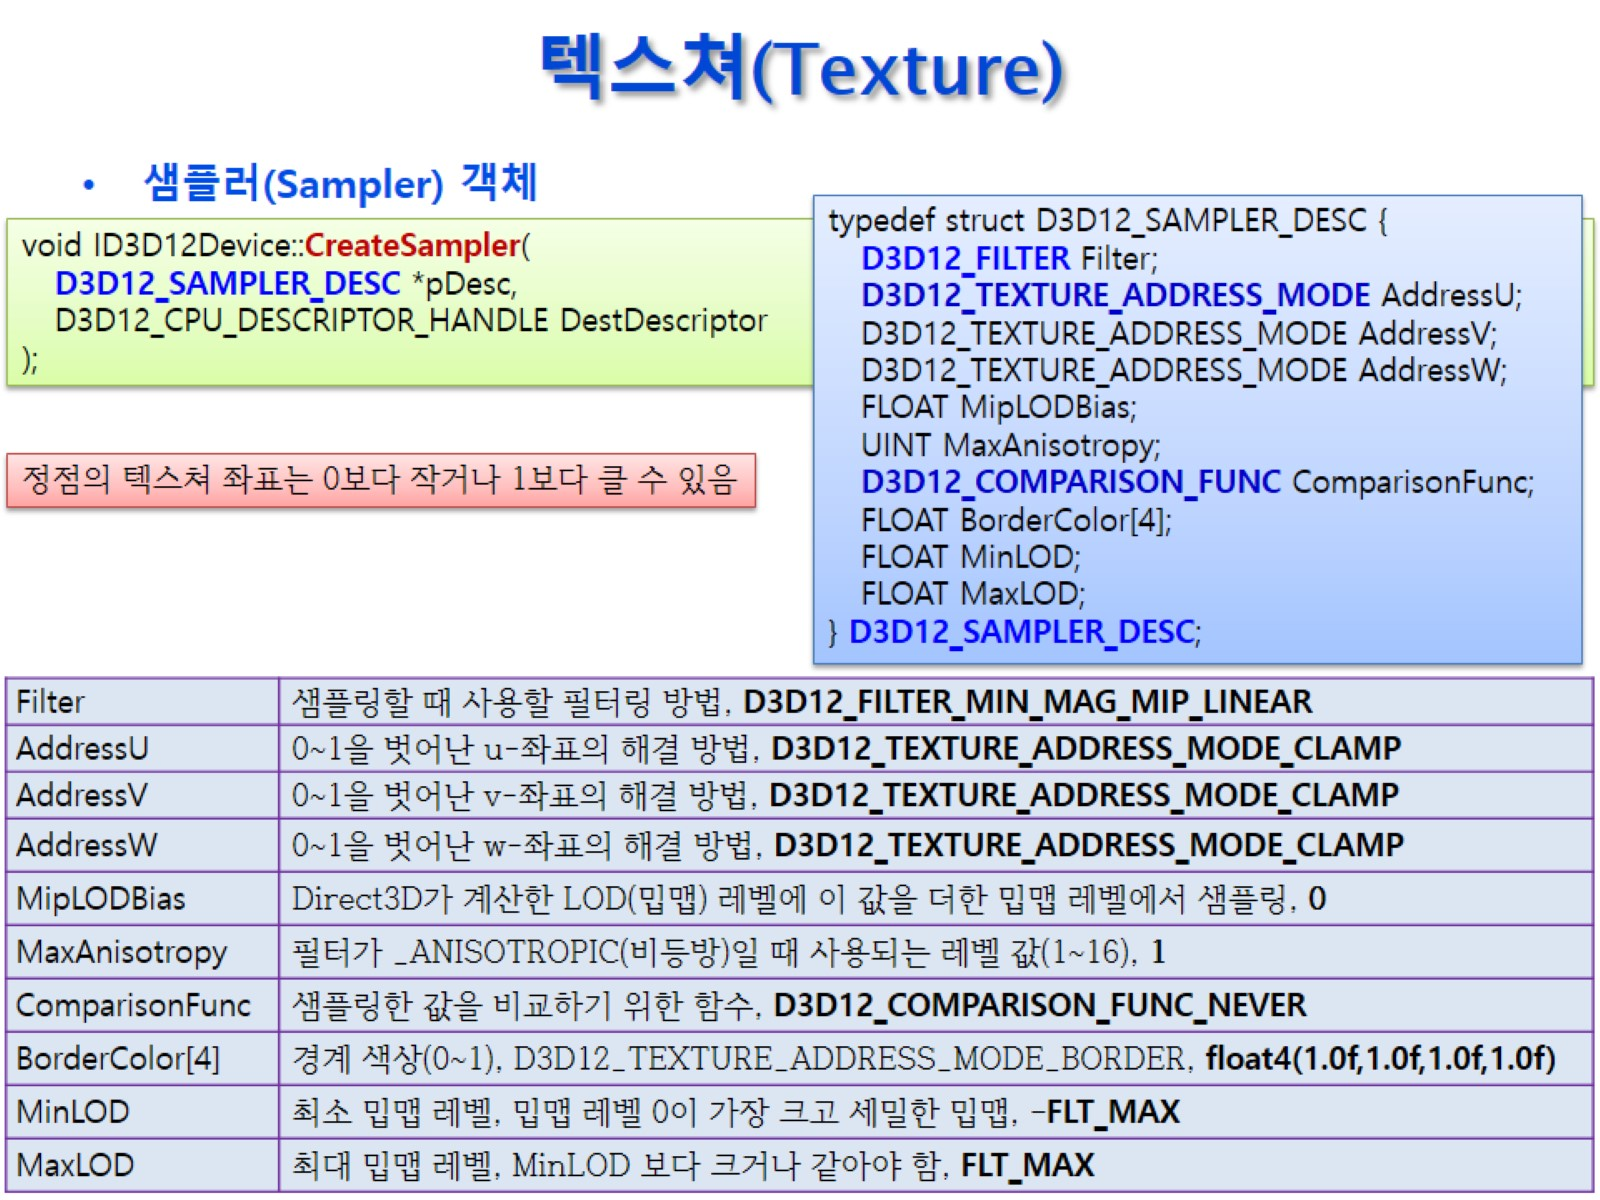 텍스쳐(Texture)
• 샘플러(Sampler) 객체
void ID3D12Device::CreateSampler(
D3D12_SAMPLER_DESC *pDesc,
D3D12_CPU_DESCRIPTOR_HANDLE DestDescriptor
);
typedef struct D3D12_SAMPLER_DESC {
D3D12_FILTER Filter;
D3D12_TEXTURE_ADDRESS_MODE AddressU;
D3D12_TEXTURE_ADDRESS_MODE AddressV;
D3D12_TEXTURE_ADDRESS_MODE AddressW;
FLOAT MipLODBias;
UINT MaxAnisotropy;
D3D12_COMPARISON_FUNC ComparisonFunc;
FLOAT BorderColor[4];
FLOAT MinLOD;
FLOAT MaxLOD;
} D3D12_SAMPLER_DESC;
정점의 텍스쳐 좌표는 0보다 작거나 1보다 클 수 있음
Filter 샘플링할 때 사용할 필터링 방법, D3D12_FILTER_MIN_MAG_MIP_LINEAR
AddressU 0~1을 벗어난 u-좌표의 해결 방법, D3D12_TEXTURE_ADDRESS_MODE_CLAMP
AddressV 0~1을 벗어난 v-좌표의 해결 방법, D3D12_TEXTURE_ADDRESS_MODE_CLAMP
AddressW 0~1을 벗어난 w-좌표의 해결 방법, D3D12_TEXTURE_ADDRESS_MODE_CLAMP
MipLODBias Direct3D가 계산한 LOD(밉맵) 레벨에 이 값을 더한 밉맵 레벨에서 샘플링, 0
MaxAnisotropy 필터가 _ANISOTROPIC(비등방)일 때 사용되는 레벨 값(1~16), 1
ComparisonFunc 샘플링한 값을 비교하기 위한 함수, D3D12_COMPARISON_FUNC_NEVER
BorderColor[4] 경계 색상(0~1), D3D12_TEXTURE_ADDRESS_MODE_BORDER, float4(1.0f,1.0f,1.0f,1.0f)
MinLOD 최소 밉맵 레벨, 밉맵 레벨 0이 가장 크고 세밀한 밉맵, -FLT_MAX
MaxLOD 최대 밉맵 레벨, MinLOD 보다 크거나 같아야 함, FLT_MAX